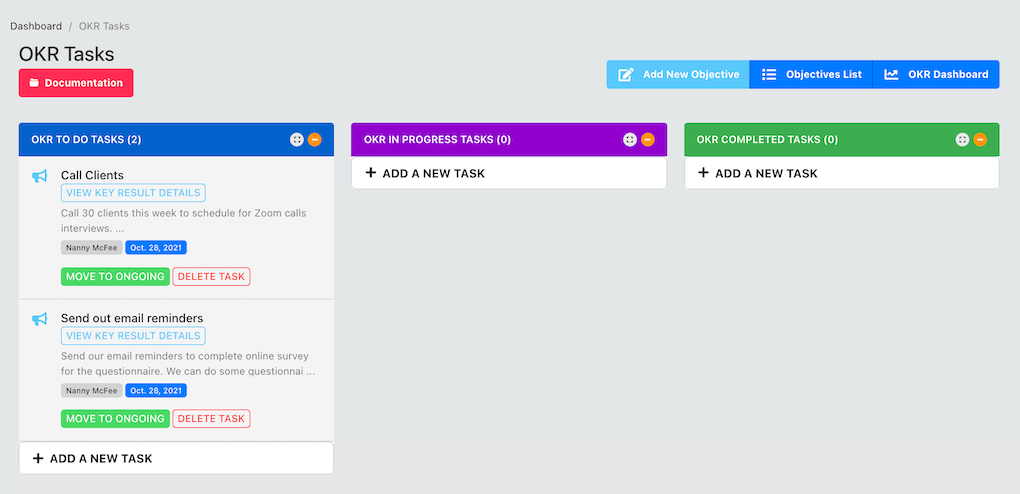 Dashboard / OKR Tasks
OKR Tasks
Documentation
Add New Objective
Objectives List
OKR Dashboard
OKR TO DO TASKS (2)
Call Clients
VIEW KEY RESULT DETAILS
Call 30 clients this week to schedule for Zoom calls
interviews. ...
Nanny McFee Oct. 28, 2021
MOVE TO ONGOING DELETE TASK
Send out email reminders
VIEW KEY RESULT DETAILS
Send our email reminders to complete online survey
for the questionnaire. We can do some questionnai ...
Nanny McFee Oct. 28, 2021
MOVE TO ONGOING DELETE TASK
+ ADD A NEW TASK
OKR IN PROGRESS TASKS (0)
+ ADD A NEW TASK
OKR COMPLETED TASKS (0)
+ ADD A NEW TASK